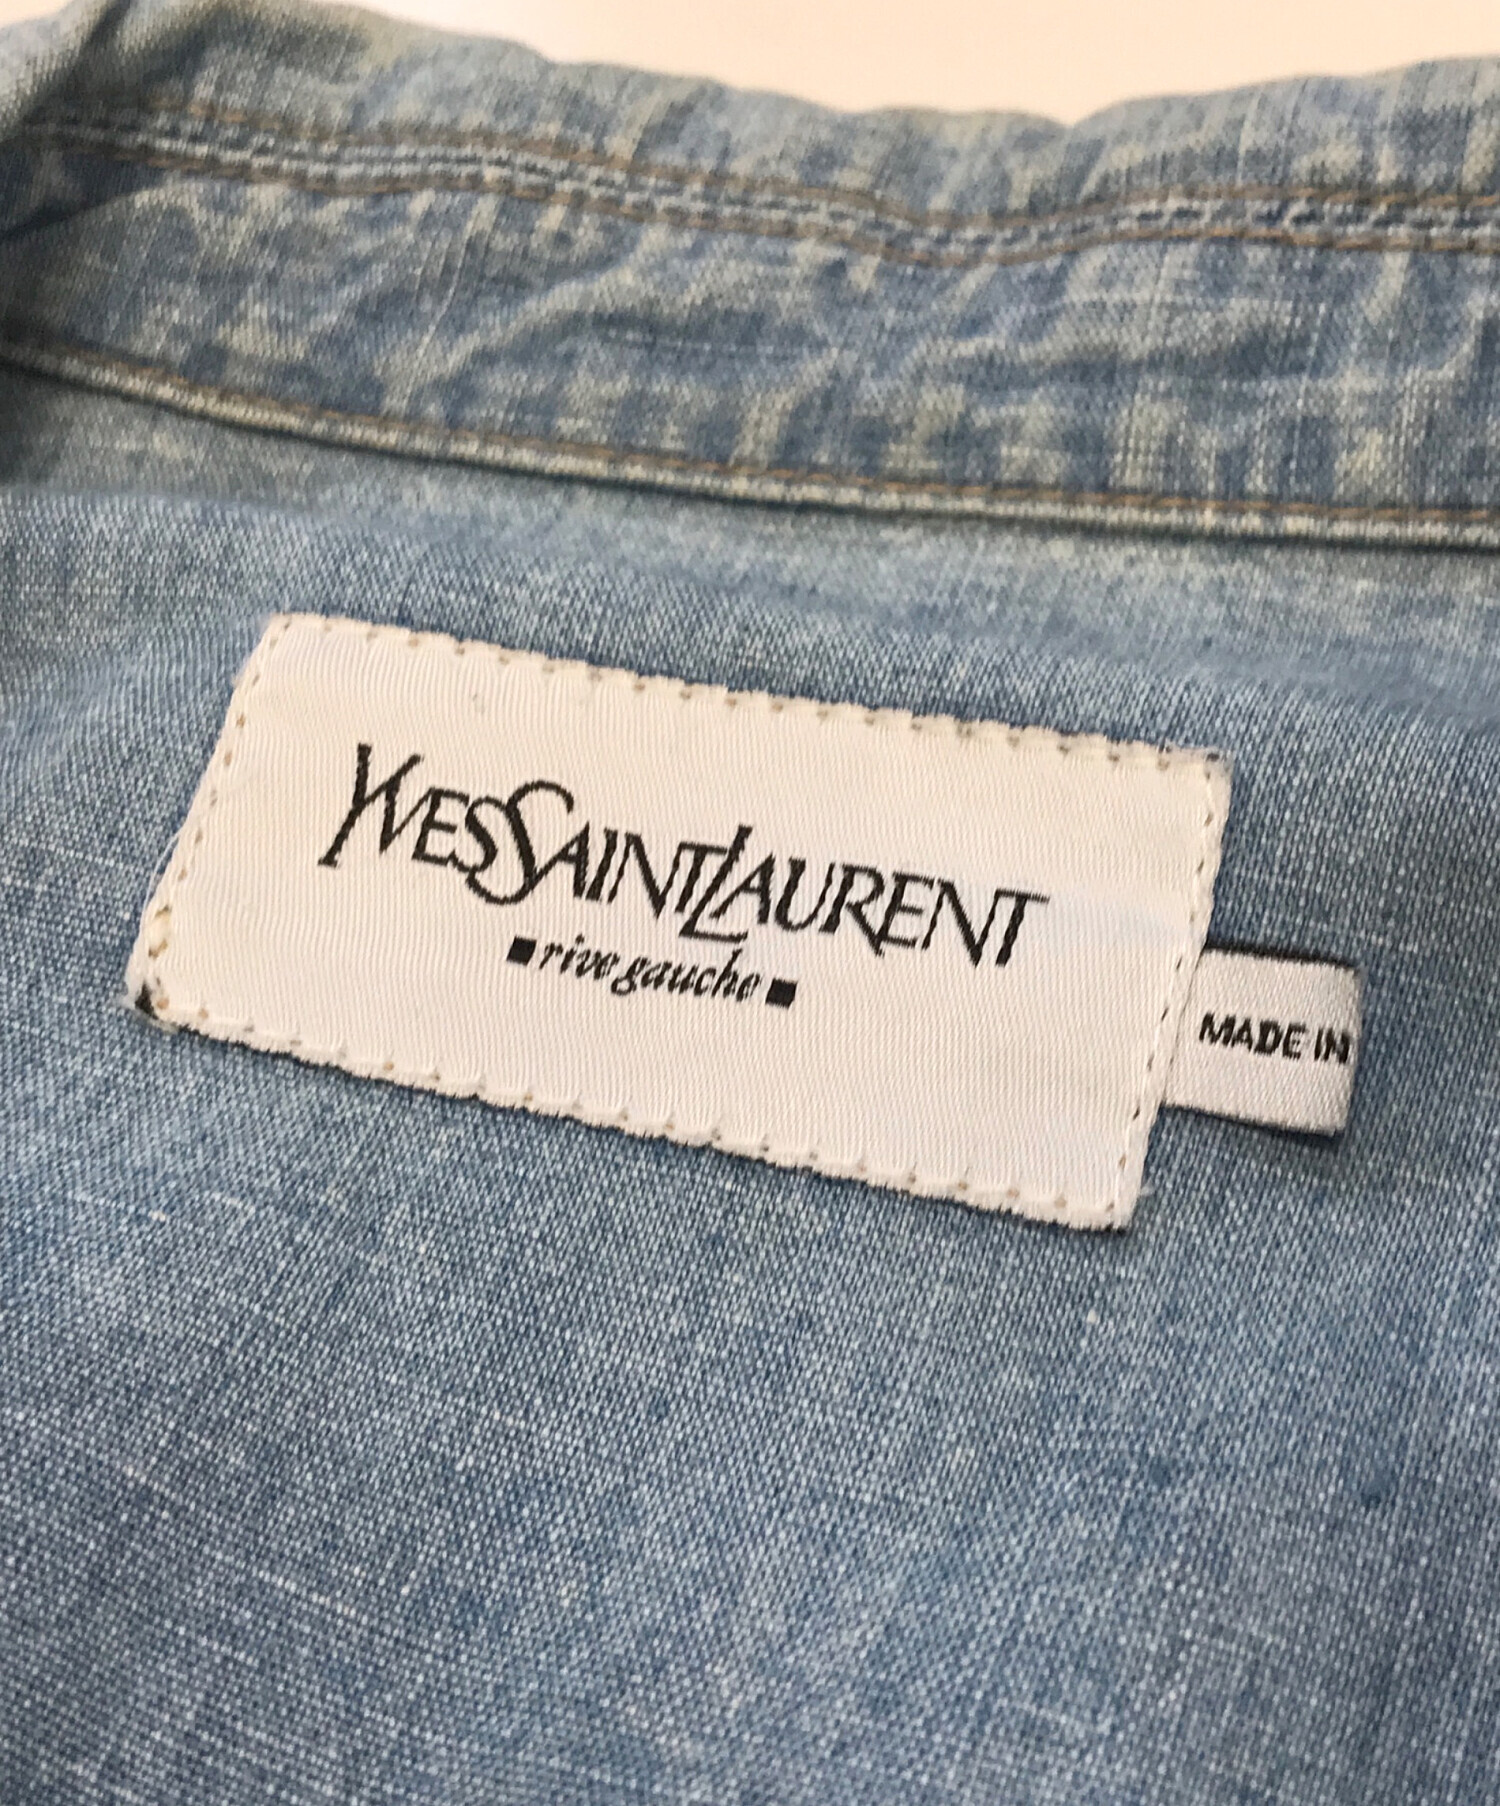 YVESSAINTLAURENT
▪rive gauche▪
MADE IN